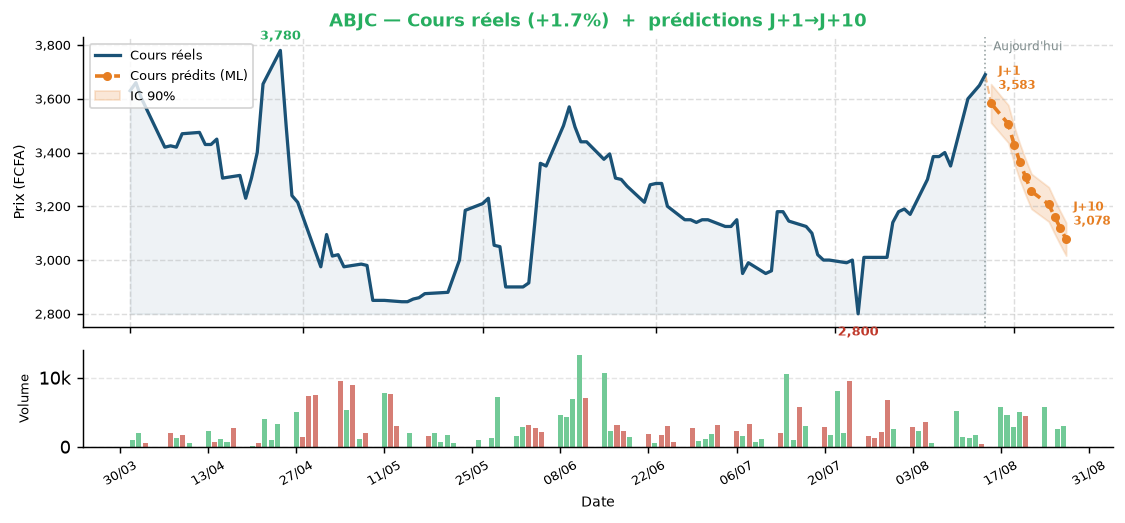 ABJC — Cours réels (+1.7%) + prédictions J+1→J+10
3,780
Aujourd'hui
Cours réels
Cours prédits (ML)
IC 90%
J+1
3,583
J+10
3,078
2,800
Prix (FCFA)
3,800
3,600
3,400
3,200
3,000
2,800
Volume
10k
0
30/03
13/04
27/04
11/05
25/05
08/06
22/06
06/07
20/07
03/08
17/08
31/08
Date